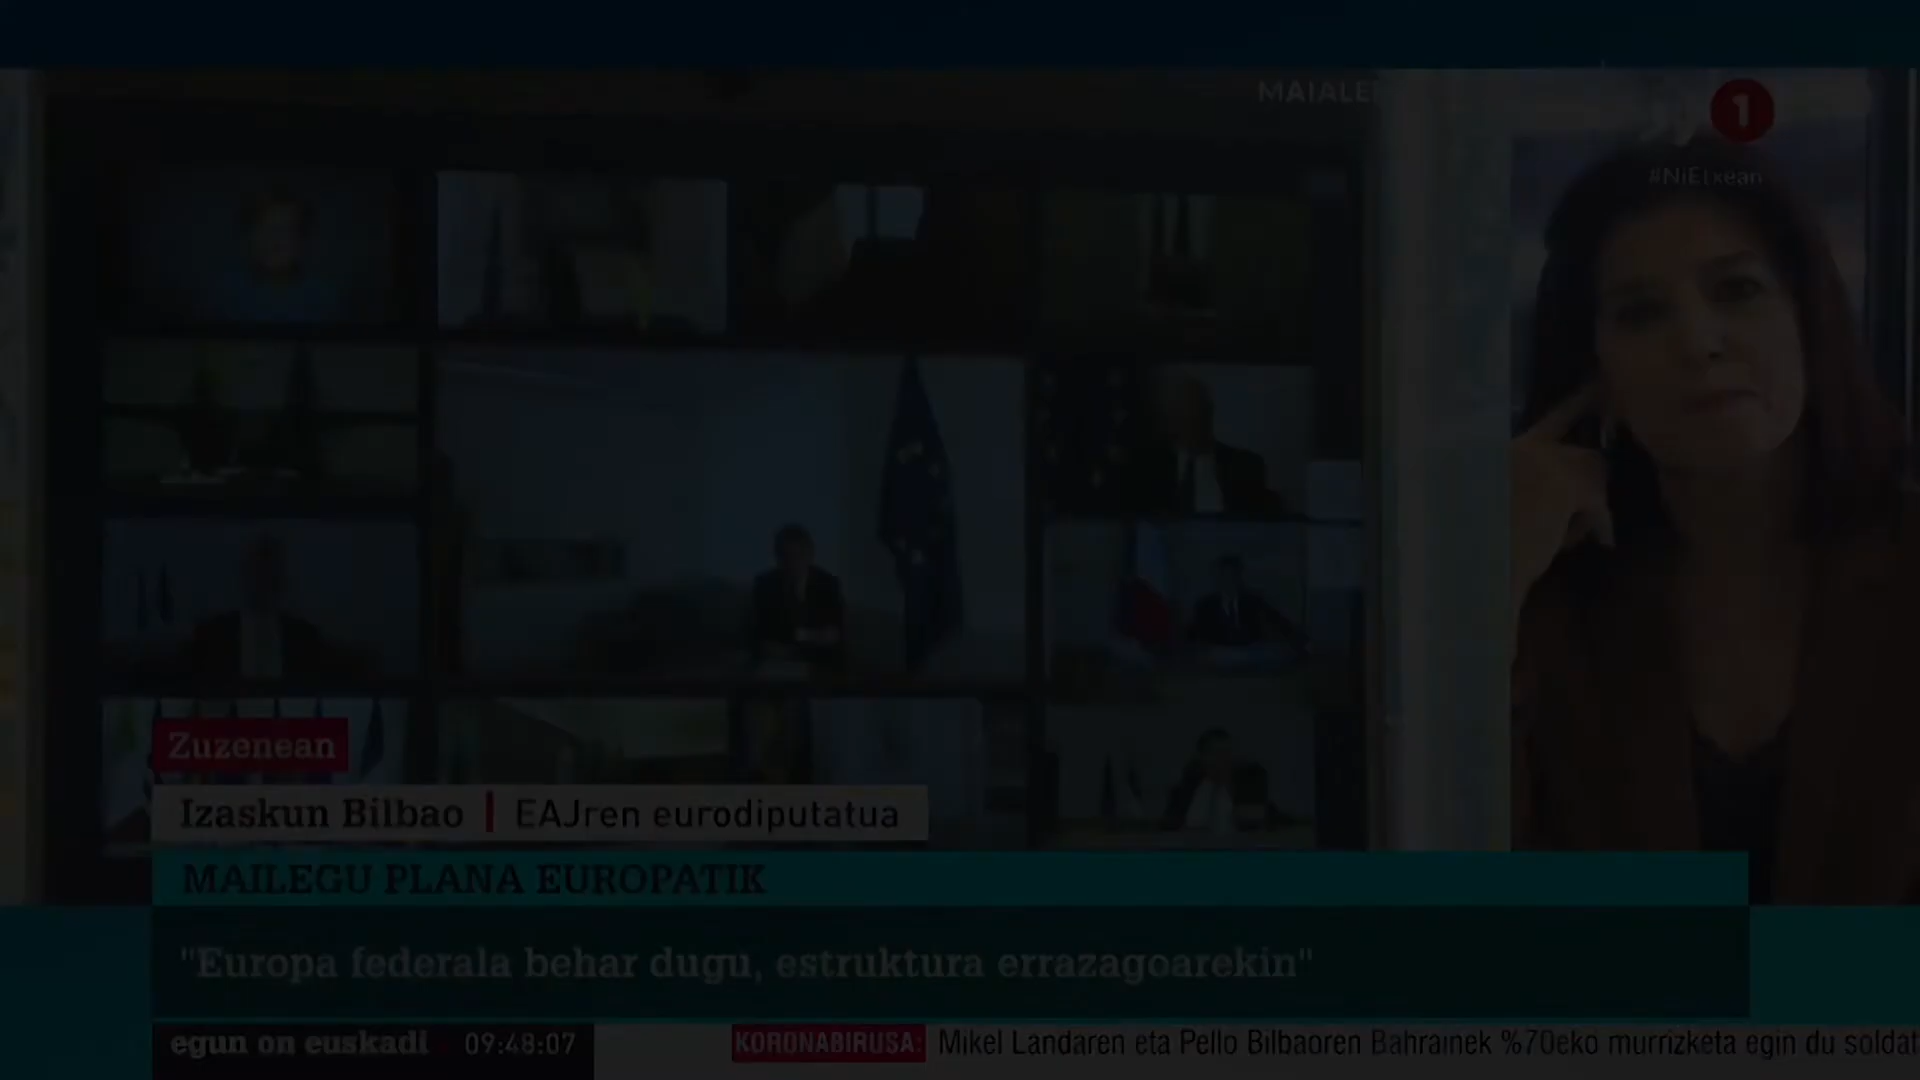 MAIALE
1
#NiEtxean
Zuzenean
Izaskun Bilbao | EAJren eurodiputatua
MAILEGU PLANA EUROPATIK
"Europa federala behar dugu, estruktura errazagoarekin"
egun on euskadi 09:48:07
KORONABIRUSA: Mikel Landaren eta Pello Bilbaoren Bahrainek %70eko murrizketa egin du soldat